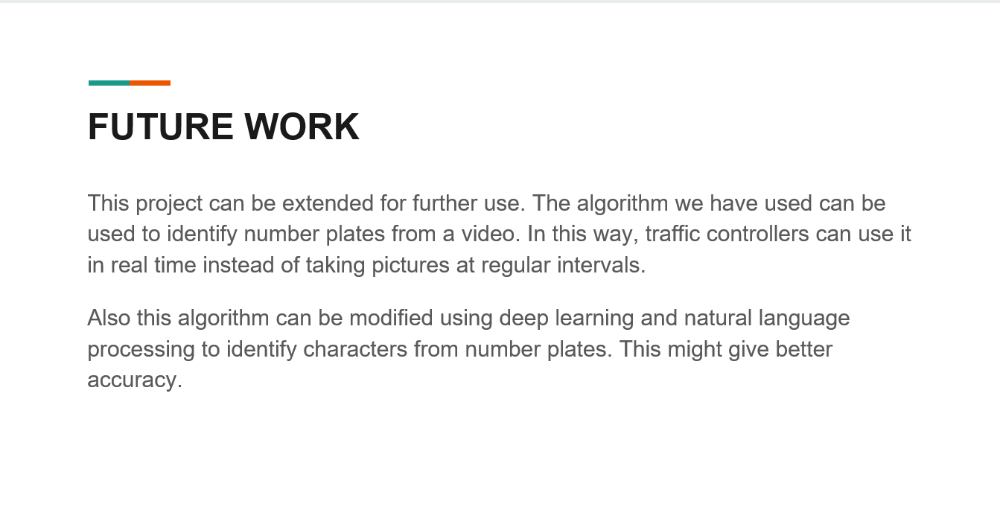 FUTURE WORK
This project can be extended for further use. The algorithm we have used can be
used to identify number plates from a video. In this way, traffic controllers can use it
in real time instead of taking pictures at regular intervals.
Also this algorithm can be modified using deep learning and natural language
processing to identify characters from number plates. This might give better
accuracy.